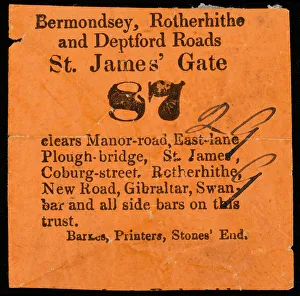 Bermondsey, Rotherhithe
and Deptford Roads
St. James' Gate
87
clears Manor-road, East-lane
Plough-bridge, St. James,
Coburg-street. Rotherhithe,
New Road, Gibraltar, Swan-
bar and all side bars on this
trust.
Barkes, Printers, Stones' End.